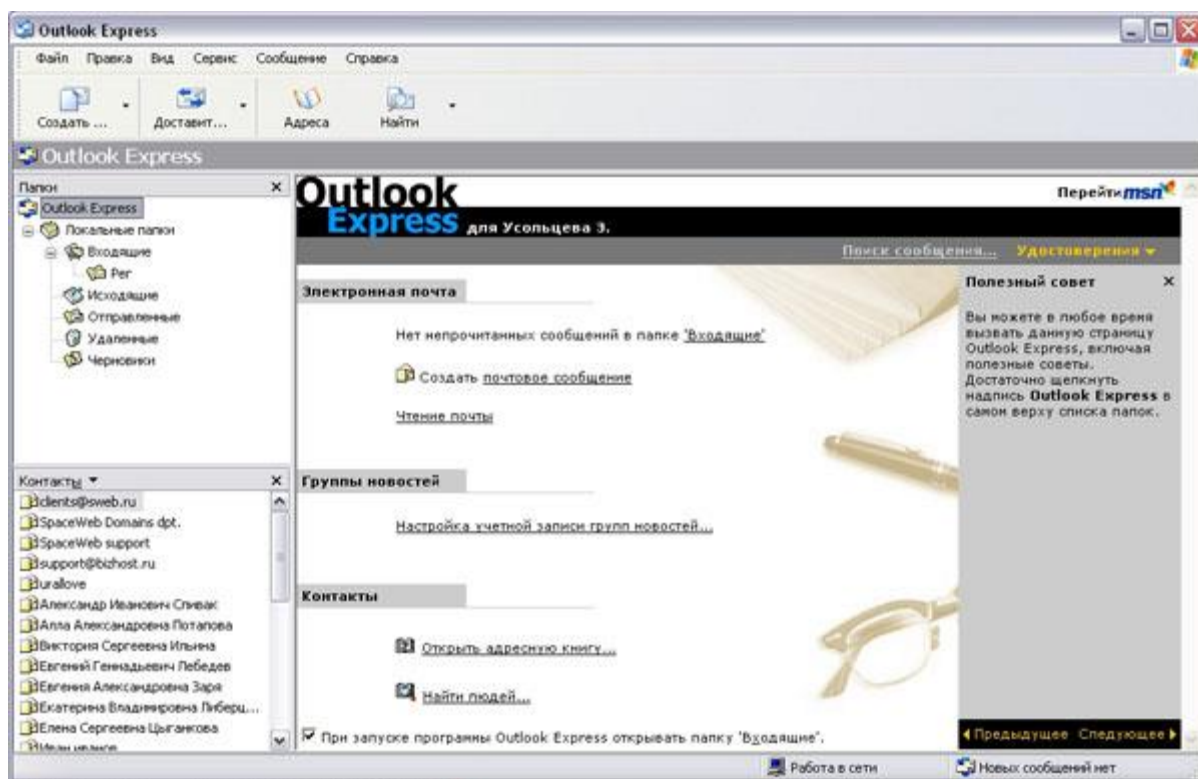 Outlook Express
Файл Правка Вид Сервис Сообщение Справка
Создать ... Доставит... Адреса Найти
Outlook Express
Папки
Outlook Express
Локальные папки
Входящие
Рег
Исходящие
Отправленные
Удаленные
Черновики
Контакты
clients@sweb.ru
SpaceWeb Domains dpt.
SpaceWeb support
support@bizhost.ru
urallove
Александр Иванович Спивак
Алла Александровна Потапова
Виктория Сергеевна Ильина
Евгений Геннадьевич Лебедев
Евгения Александровна Заря
Екатерина Владимировна Либерц...
Елена Сергеевна Цыганкова
Иван иванов
Outlook
Express для Усольцева З.
Перейти msn
Поиск сообщения... Удостоверения
Электронная почта
Нет непрочитанных сообщений в папке 'Входящие'
Создать почтовое сообщение
Чтение почты
Группы новостей
Настройка учетной записи групп новостей...
Контакты
Открыть адресную книгу...
Найти людей...
При запуске программы Outlook Express открывать папку 'Входящие'.
Полезный совет
Вы можете в любое время
вызвать данную страницу
Outlook Express, включая
полезные советы.
Достаточно щелкнуть
надпись Outlook Express в
самом верху списка папок.
Предыдущее Следующее
Работа в сети
Новых сообщений нет